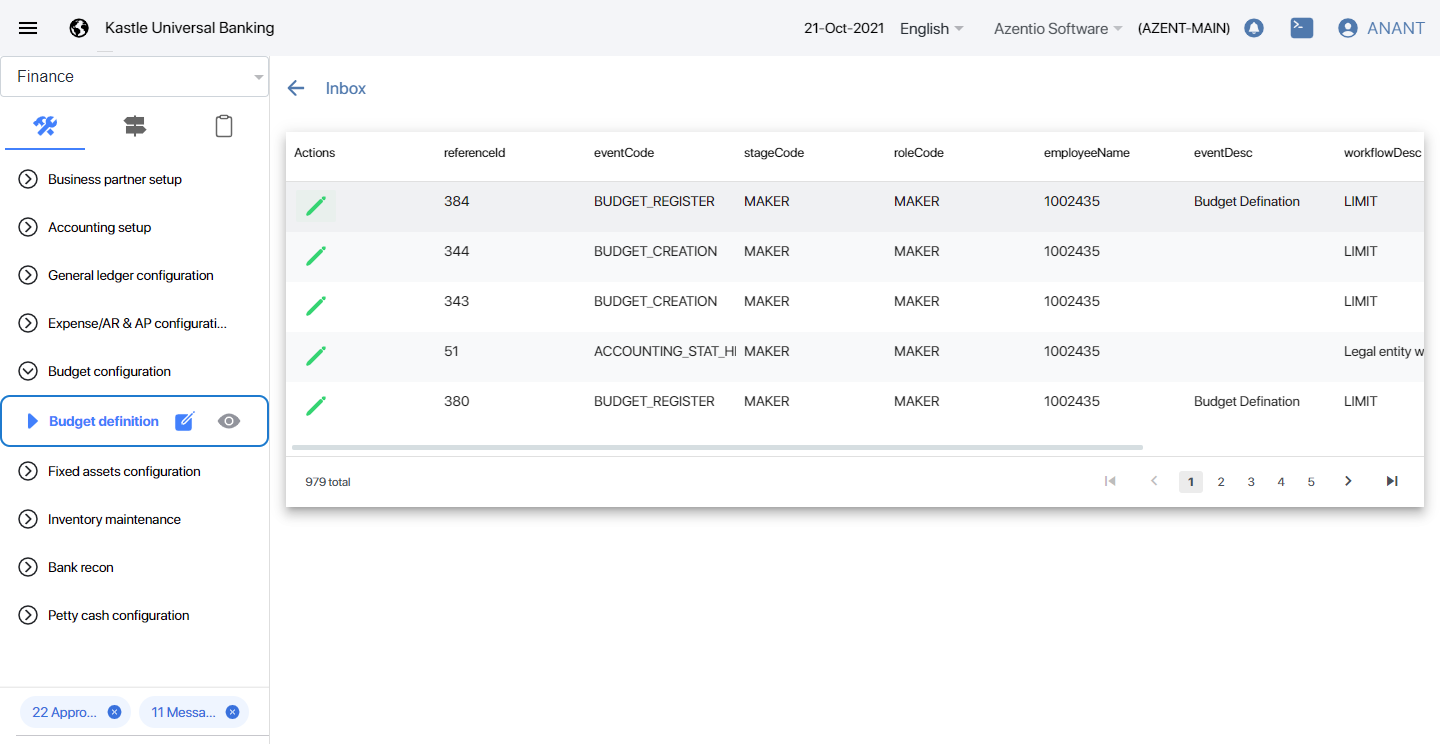 Kastle Universal Banking
21-Oct-2021 English Azentio Software (AZENT-MAIN) ANANT
Finance
Business partner setup
Accounting setup
General ledger configuration
Expense/AR & AP configurati...
Budget configuration
Budget definition
Fixed assets configuration
Inventory maintenance
Bank recon
Petty cash configuration
22 Appro... 11 Messa...
Inbox
Actions referenceId eventCode stageCode roleCode employeeName eventDesc workflowDesc
384 BUDGET_REGISTER MAKER MAKER 1002435 Budget Defination LIMIT
344 BUDGET_CREATION MAKER MAKER 1002435 LIMIT
343 BUDGET_CREATION MAKER MAKER 1002435 LIMIT
51 ACCOUNTING_STAT_HI MAKER MAKER 1002435 Legal entity w
380 BUDGET_REGISTER MAKER MAKER 1002435 Budget Defination LIMIT
979 total 1 2 3 4 5